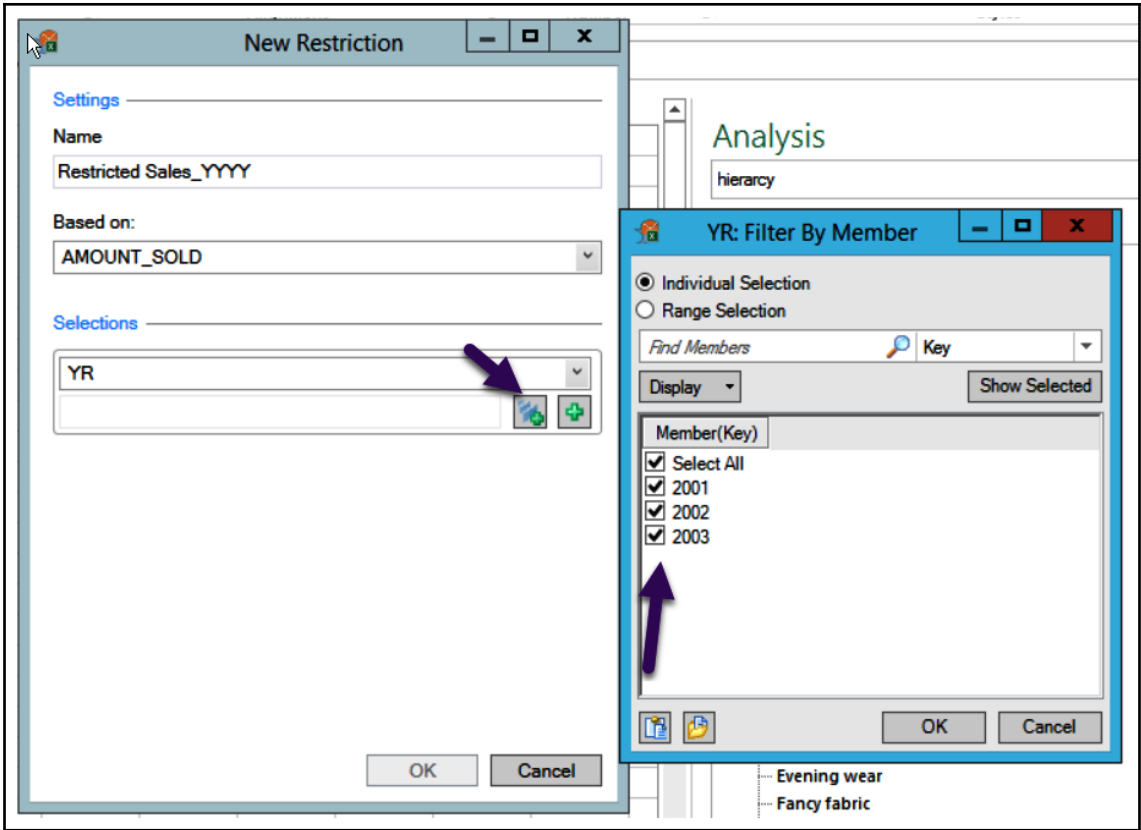 New Restriction
Settings
Name
Restricted Sales_YYYY
Based on:
AMOUNT_SOLD
Selections
YR
OK
Cancel
Analysis
hierarcy
YR: Filter By Member
Individual Selection
Range Selection
Find Members
Key
Display
Show Selected
Member(Key)
Select All
2001
2002
2003
OK
Cancel
Evening wear
Fancy fabric